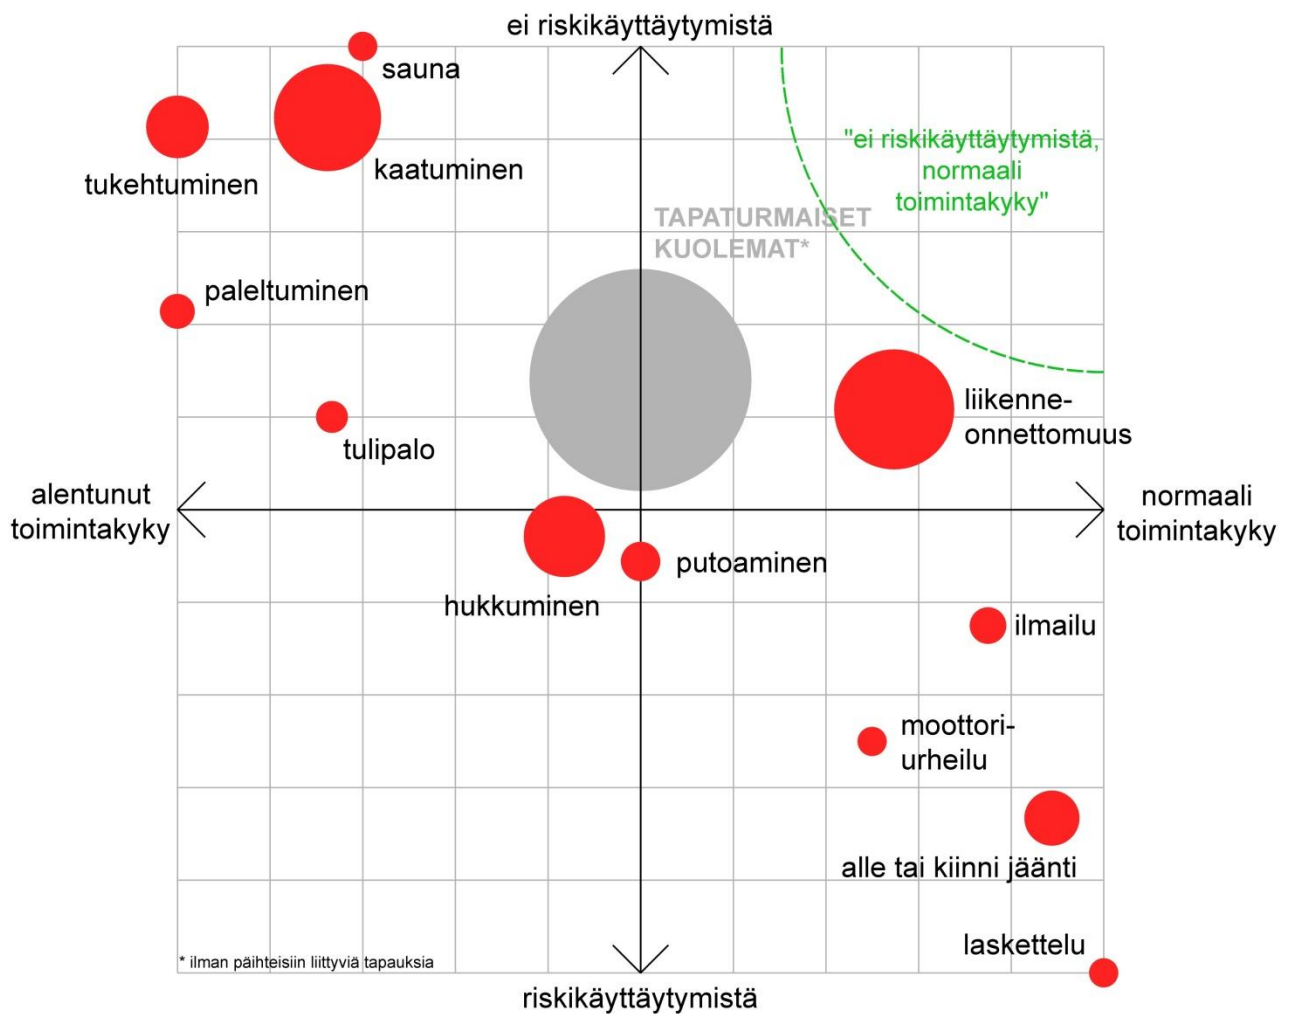 ei riskikäyttäytymistä
sauna
"ei riskikäyttäytymistä,
normaali
toimintakyky"
kaatuminen
tukehtuminen
TAPATURMAISET
KUOLEMAT*
paleltuminen
liikenne-
onnettomuus
tulipalo
alentunut
toimintakyky
normaali
toimintakyky
putoaminen
hukkuminen
ilmailu
moottori-
urheilu
alle tai kiinni jäänti
laskettelu
* ilman päihteisiin liittyviä tapauksia
riskikäyttäytymistä